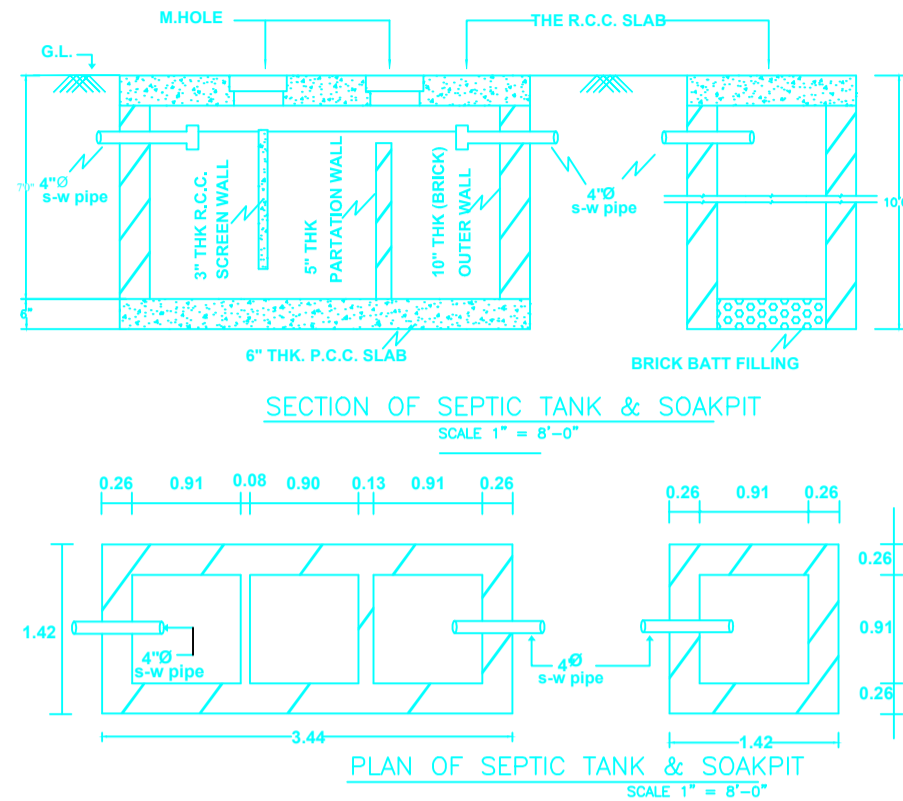 M.HOLE
THE R.C.C. SLAB
G.L.
7'0"
4"Ø
s-w pipe
3" THK R.C.C.
SCREEN WALL
5" THK
PARTATION WALL
10" THK (BRICK)
OUTER WALL
4"Ø
s-w pipe
6"
6" THK. P.C.C. SLAB
BRICK BATT FILLING
SECTION OF SEPTIC TANK & SOAKPIT
SCALE 1" = 8'-0"
0.26 0.91 0.08 0.90 0.13 0.91 0.26
0.26 0.91 0.26
0.26
0.91
0.26
1.42
4"Ø
s-w pipe
4"Ø
s-w pipe
3.44
1.42
PLAN OF SEPTIC TANK & SOAKPIT
SCALE 1" = 8'-0"